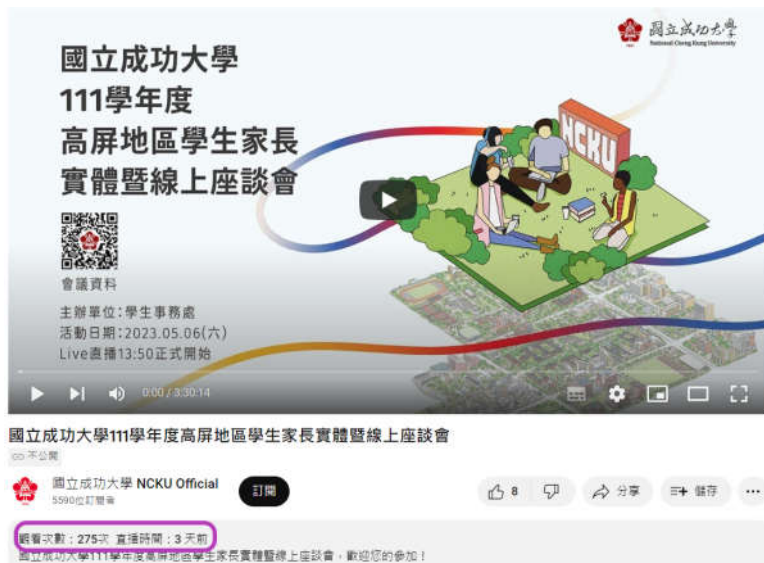 國立成功大學
National Cheng Kung University
國立成功大學
111學年度
高屏地區學生家長
實體暨線上座談會
NCKU
會議資料
主辦單位:學生事務處
活動日期:2023.05.06(六)
Live直播13:50正式開始
0:00 / 3:30:14
國立成功大學111學年度高屏地區學生家長實體暨線上座談會
不公開
國立成功大學 NCKU Official
5590位訂閱者
訂閱
8
分享
儲存
觀看次數:275次 直播時間:3 天前
國立成功大學111學年度高屏地區學生家長實體暨線上座談會,歡迎您的參加!